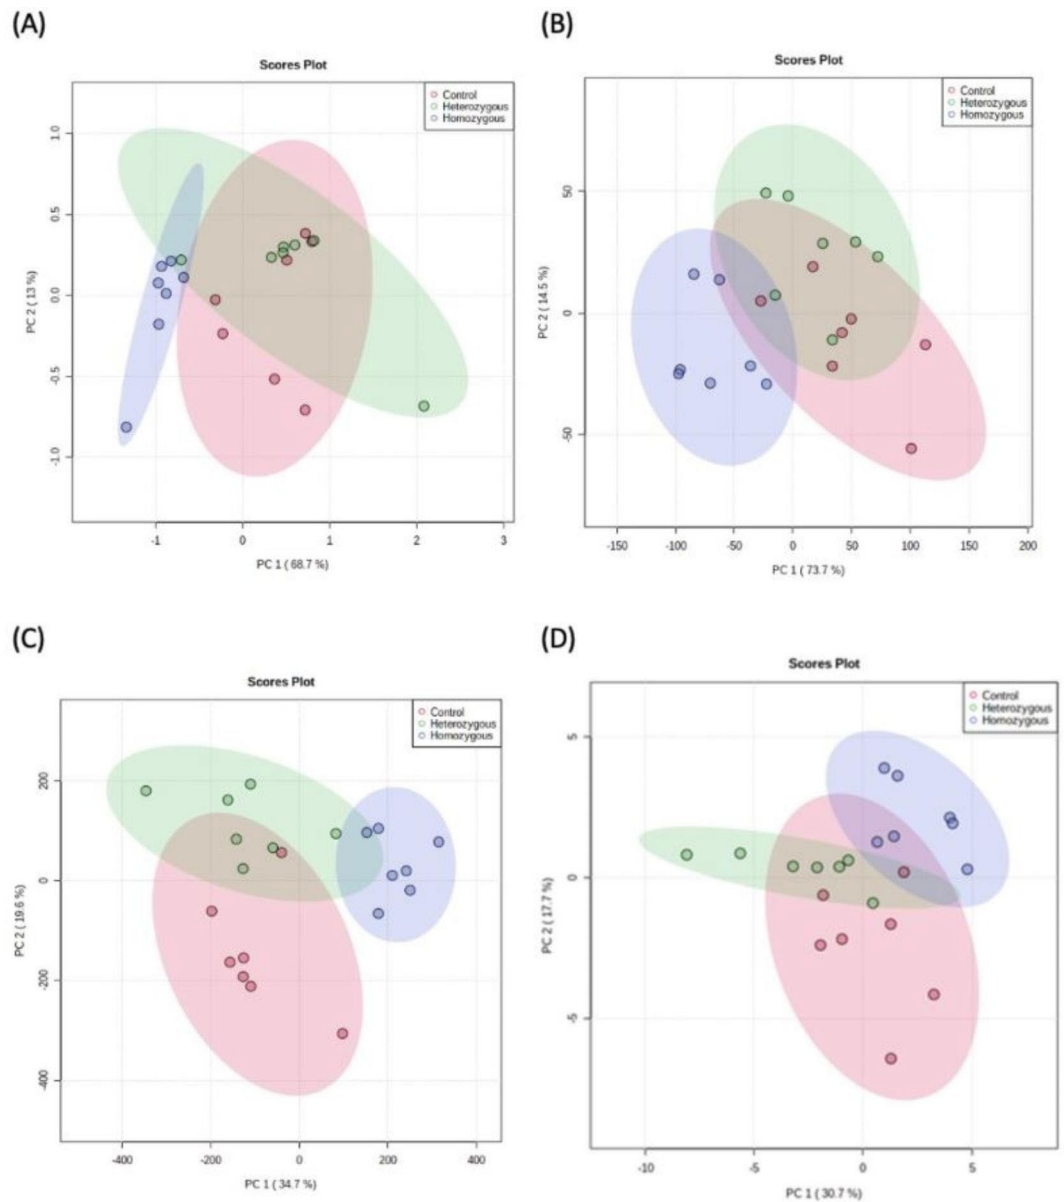 (A)
Scores Plot
Control
Heterozygous
Homozygous
PC 2 ( 13 %)
1.0
0.5
0.0
-0.5
-1.0
-1
0
1
2
3
PC 1 ( 68.7 %)
(B)
Scores Plot
Control
Heterozygous
Homozygous
PC 2 ( 14.5 %)
50
0
-50
-150
-100
-50
0
50
100
150
200
PC 1 ( 73.7 %)
(C)
Scores Plot
Control
Heterozygous
Homozygous
PC 2 ( 19.6 %)
200
0
-200
-400
-400
-200
0
200
400
PC 1 ( 34.7 %)
(D)
Scores Plot
Control
Heterozygous
Homozygous
PC 2 ( 17.7 %)
5
0
-5
-10
-5
0
5
PC 1 ( 30.7 %)